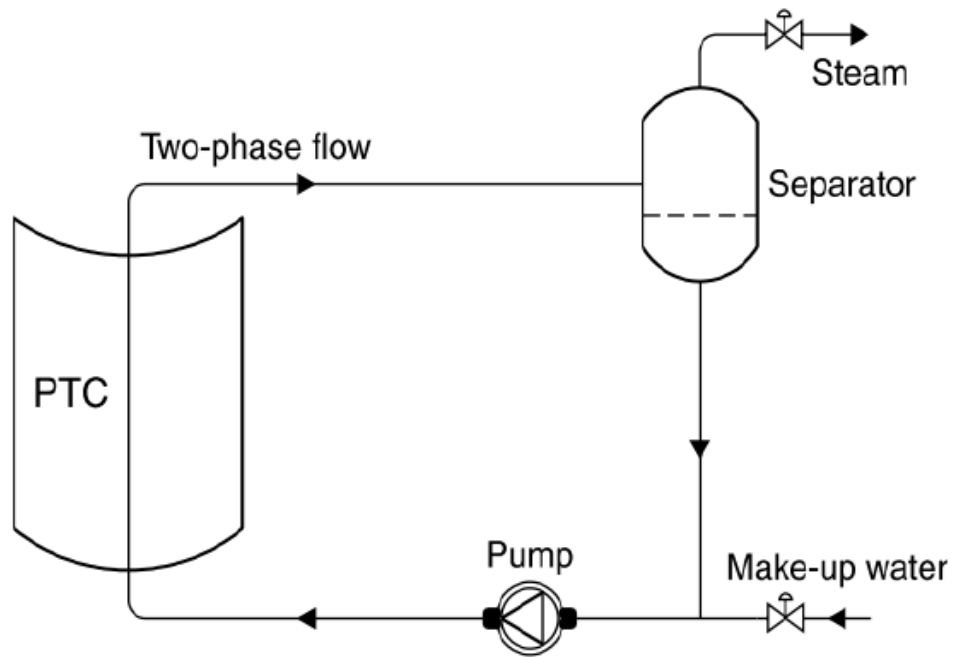 Steam
Two-phase flow
Separator
PTC
Pump
Make-up water